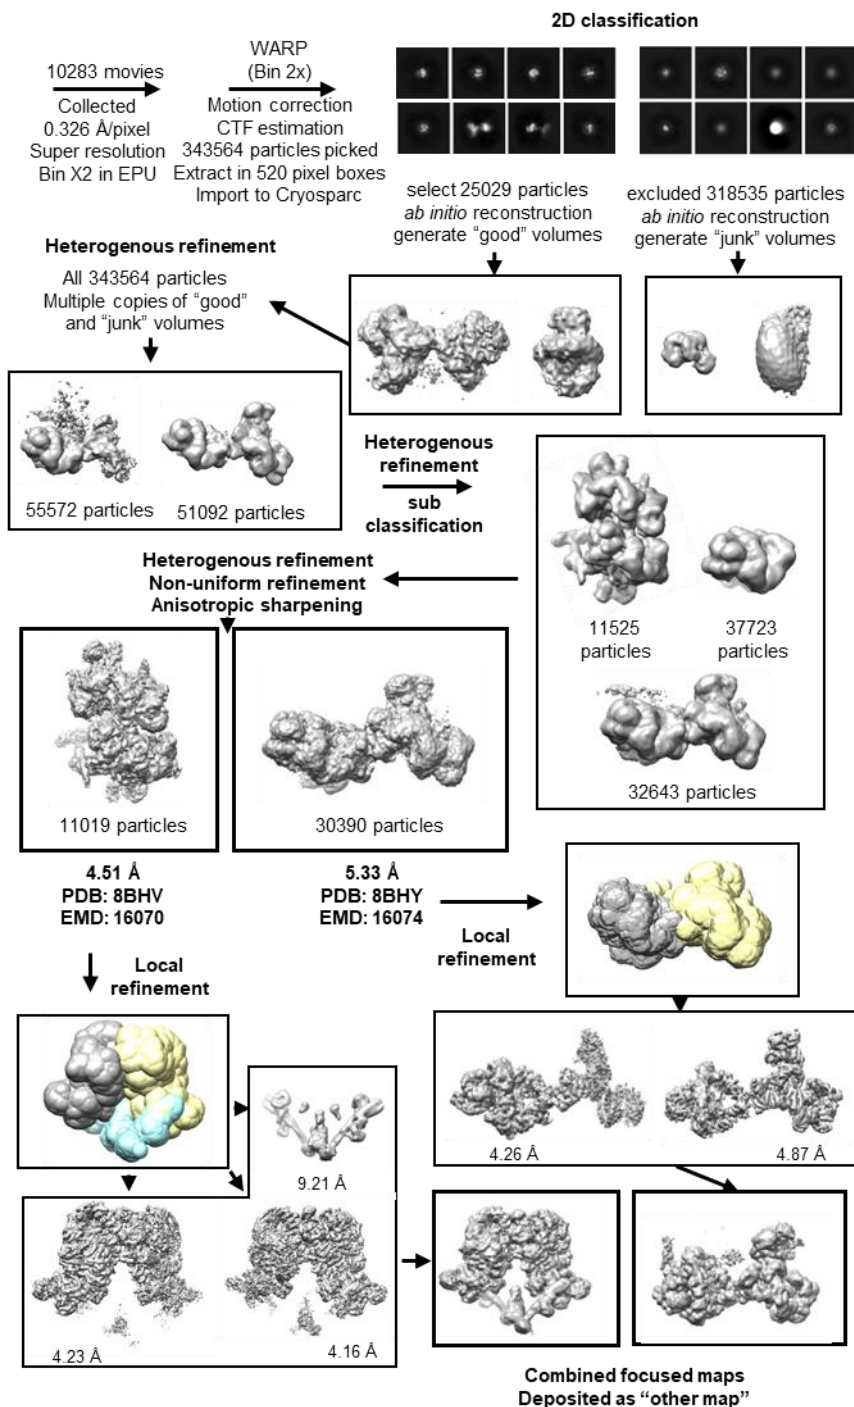 2D classification
10283 movies
Collected
0.326 Å/pixel
Super resolution
Bin X2 in EPU
WARP
(Bin 2x)
Motion correction
CTF estimation
343564 particles picked
Extract in 520 pixel boxes
Import to Cryosparc
select 25029 particles
ab initio reconstruction
generate “good” volumes
excluded 318535 particles
ab initio reconstruction
generate “junk” volumes
Heterogenous refinement
All 343564 particles
Multiple copies of “good”
and “junk” volumes
55572 particles
51092 particles
Heterogenous
refinement
sub
classification
11525
particles
37723
particles
32643 particles
Heterogenous refinement
Non-uniform refinement
Anisotropic sharpening
11019 particles
30390 particles
4.51 Å
PDB: 8BHV
EMD: 16070
5.33 Å
PDB: 8BHY
EMD: 16074
Local
refinement
Local
refinement
9.21 Å
4.26 Å
4.87 Å
4.23 Å
4.16 Å
Combined focused maps
Deposited as “other map”